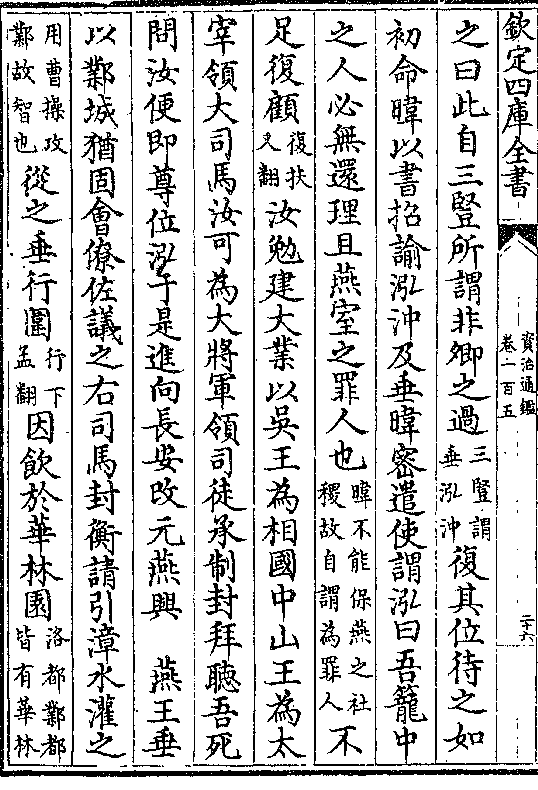 欽定四庫全書
資治通鑑
卷一百五
二十六
之曰此自三豎所謂非卿之過三豎謂垂泓沖復其位待之如
初命暐以書招諭泓沖及垂暐密遣使謂泓曰吾籠中
之人必無還理且燕室之罪人也暐不能保燕之社稷故自謂為罪人不
足復顧復扶又翻汝勉建大業以吳王為相國中山王為太
宰領大司馬汝可為大將軍領司徒承制封拜聽吾死
問汝便即尊位泓于是進向長安改元燕興　燕王垂
以鄴城猶固會僚佐議之右司馬封衡請引漳水灌之
用曹操攻鄴故智也從之垂行圍行下孟翻因飲於華林園洛都鄴都皆有華林